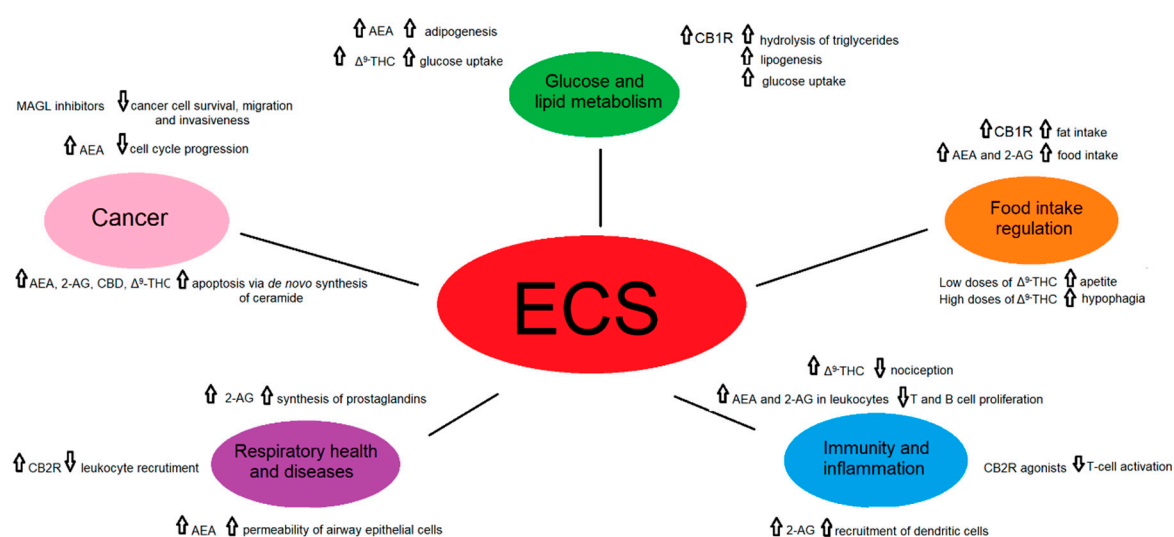 AEA adipogenesis
Δ⁹-THC glucose uptake
CB1R hydrolysis of triglycerides
lipogenesis
glucose uptake
Glucose and
lipid metabolism
MAGL inhibitors cancer cell survival, migration
and invasiveness
AEA cell cycle progression
Cancer
AEA, 2-AG, CBD, Δ⁹-THC apoptosis via de novo synthesis
of ceramide
CB1R fat intake
AEA and 2-AG food intake
Food intake
regulation
Low doses of Δ⁹-THC apetite
High doses of Δ⁹-THC hypophagia
ECS
2-AG synthesis of prostaglandins
Respiratory health
and diseases
CB2R leukocyte recrutiment
AEA permeability of airway epithelial cells
Δ⁹-THC nociception
AEA and 2-AG in leukocytes T and B cell proliferation
Immunity and
inflammation
CB2R agonists T-cell activation
2-AG recruitment of dendritic cells